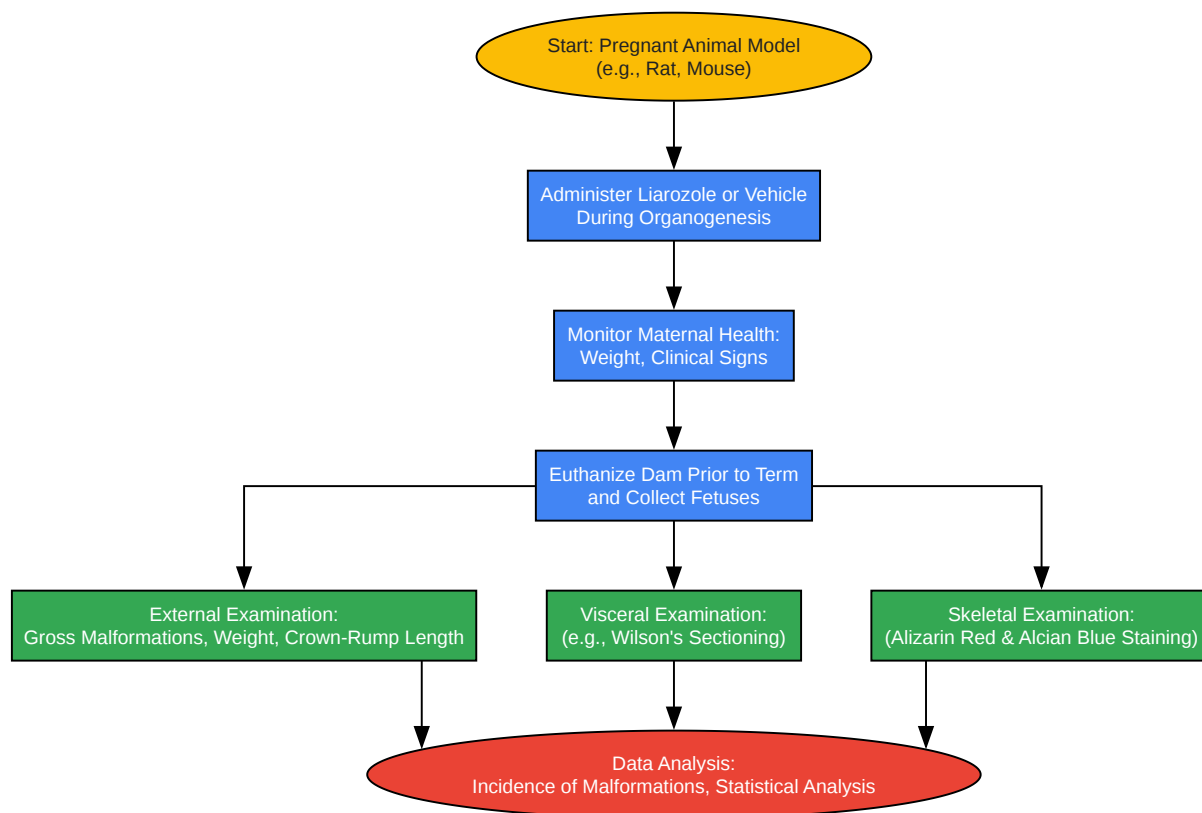 Start: Pregnant Animal Model
(e.g., Rat, Mouse)
Administer Liarozole or Vehicle
During Organogenesis
Monitor Maternal Health:
Weight, Clinical Signs
Euthanize Dam Prior to Term
and Collect Fetuses
External Examination:
Gross Malformations, Weight, Crown-Rump Length
Visceral Examination:
(e.g., Wilson's Sectioning)
Skeletal Examination:
(Alizarin Red & Alcian Blue Staining)
Data Analysis:
Incidence of Malformations, Statistical Analysis